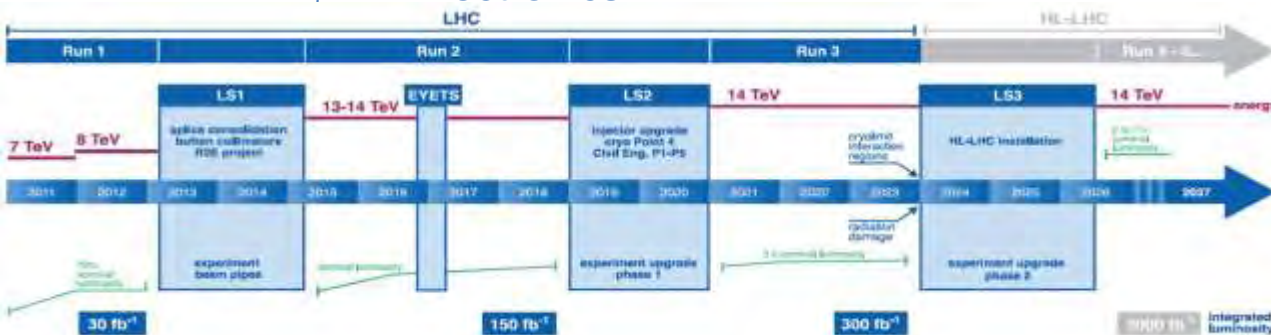 LHC
HL-LHC
Run 1
Run 2
Run 3
LS1
EYETS
LS2
LS3
13-14 TeV
14 TeV
14 TeV
energy
splice consolidation
button collimators
R2E project
injector upgrade
cryo Point 4
Civil Eng. P1-P5
cryolimit
interaction
regions
HL-LHC installation
7 TeV
8 TeV
2011 2012 2013 2014 2015 2016 2017 2018 2019 2020 2021 2022 2023 2024 2025 2026 2037
radiation
damage
experiment
beam pipes
nominal luminosity
experiment upgrade
phase 1
experiment upgrade
phase 2
30 fb⁻¹
150 fb⁻¹
300 fb⁻¹
3000 fb⁻¹
integrated
luminosity